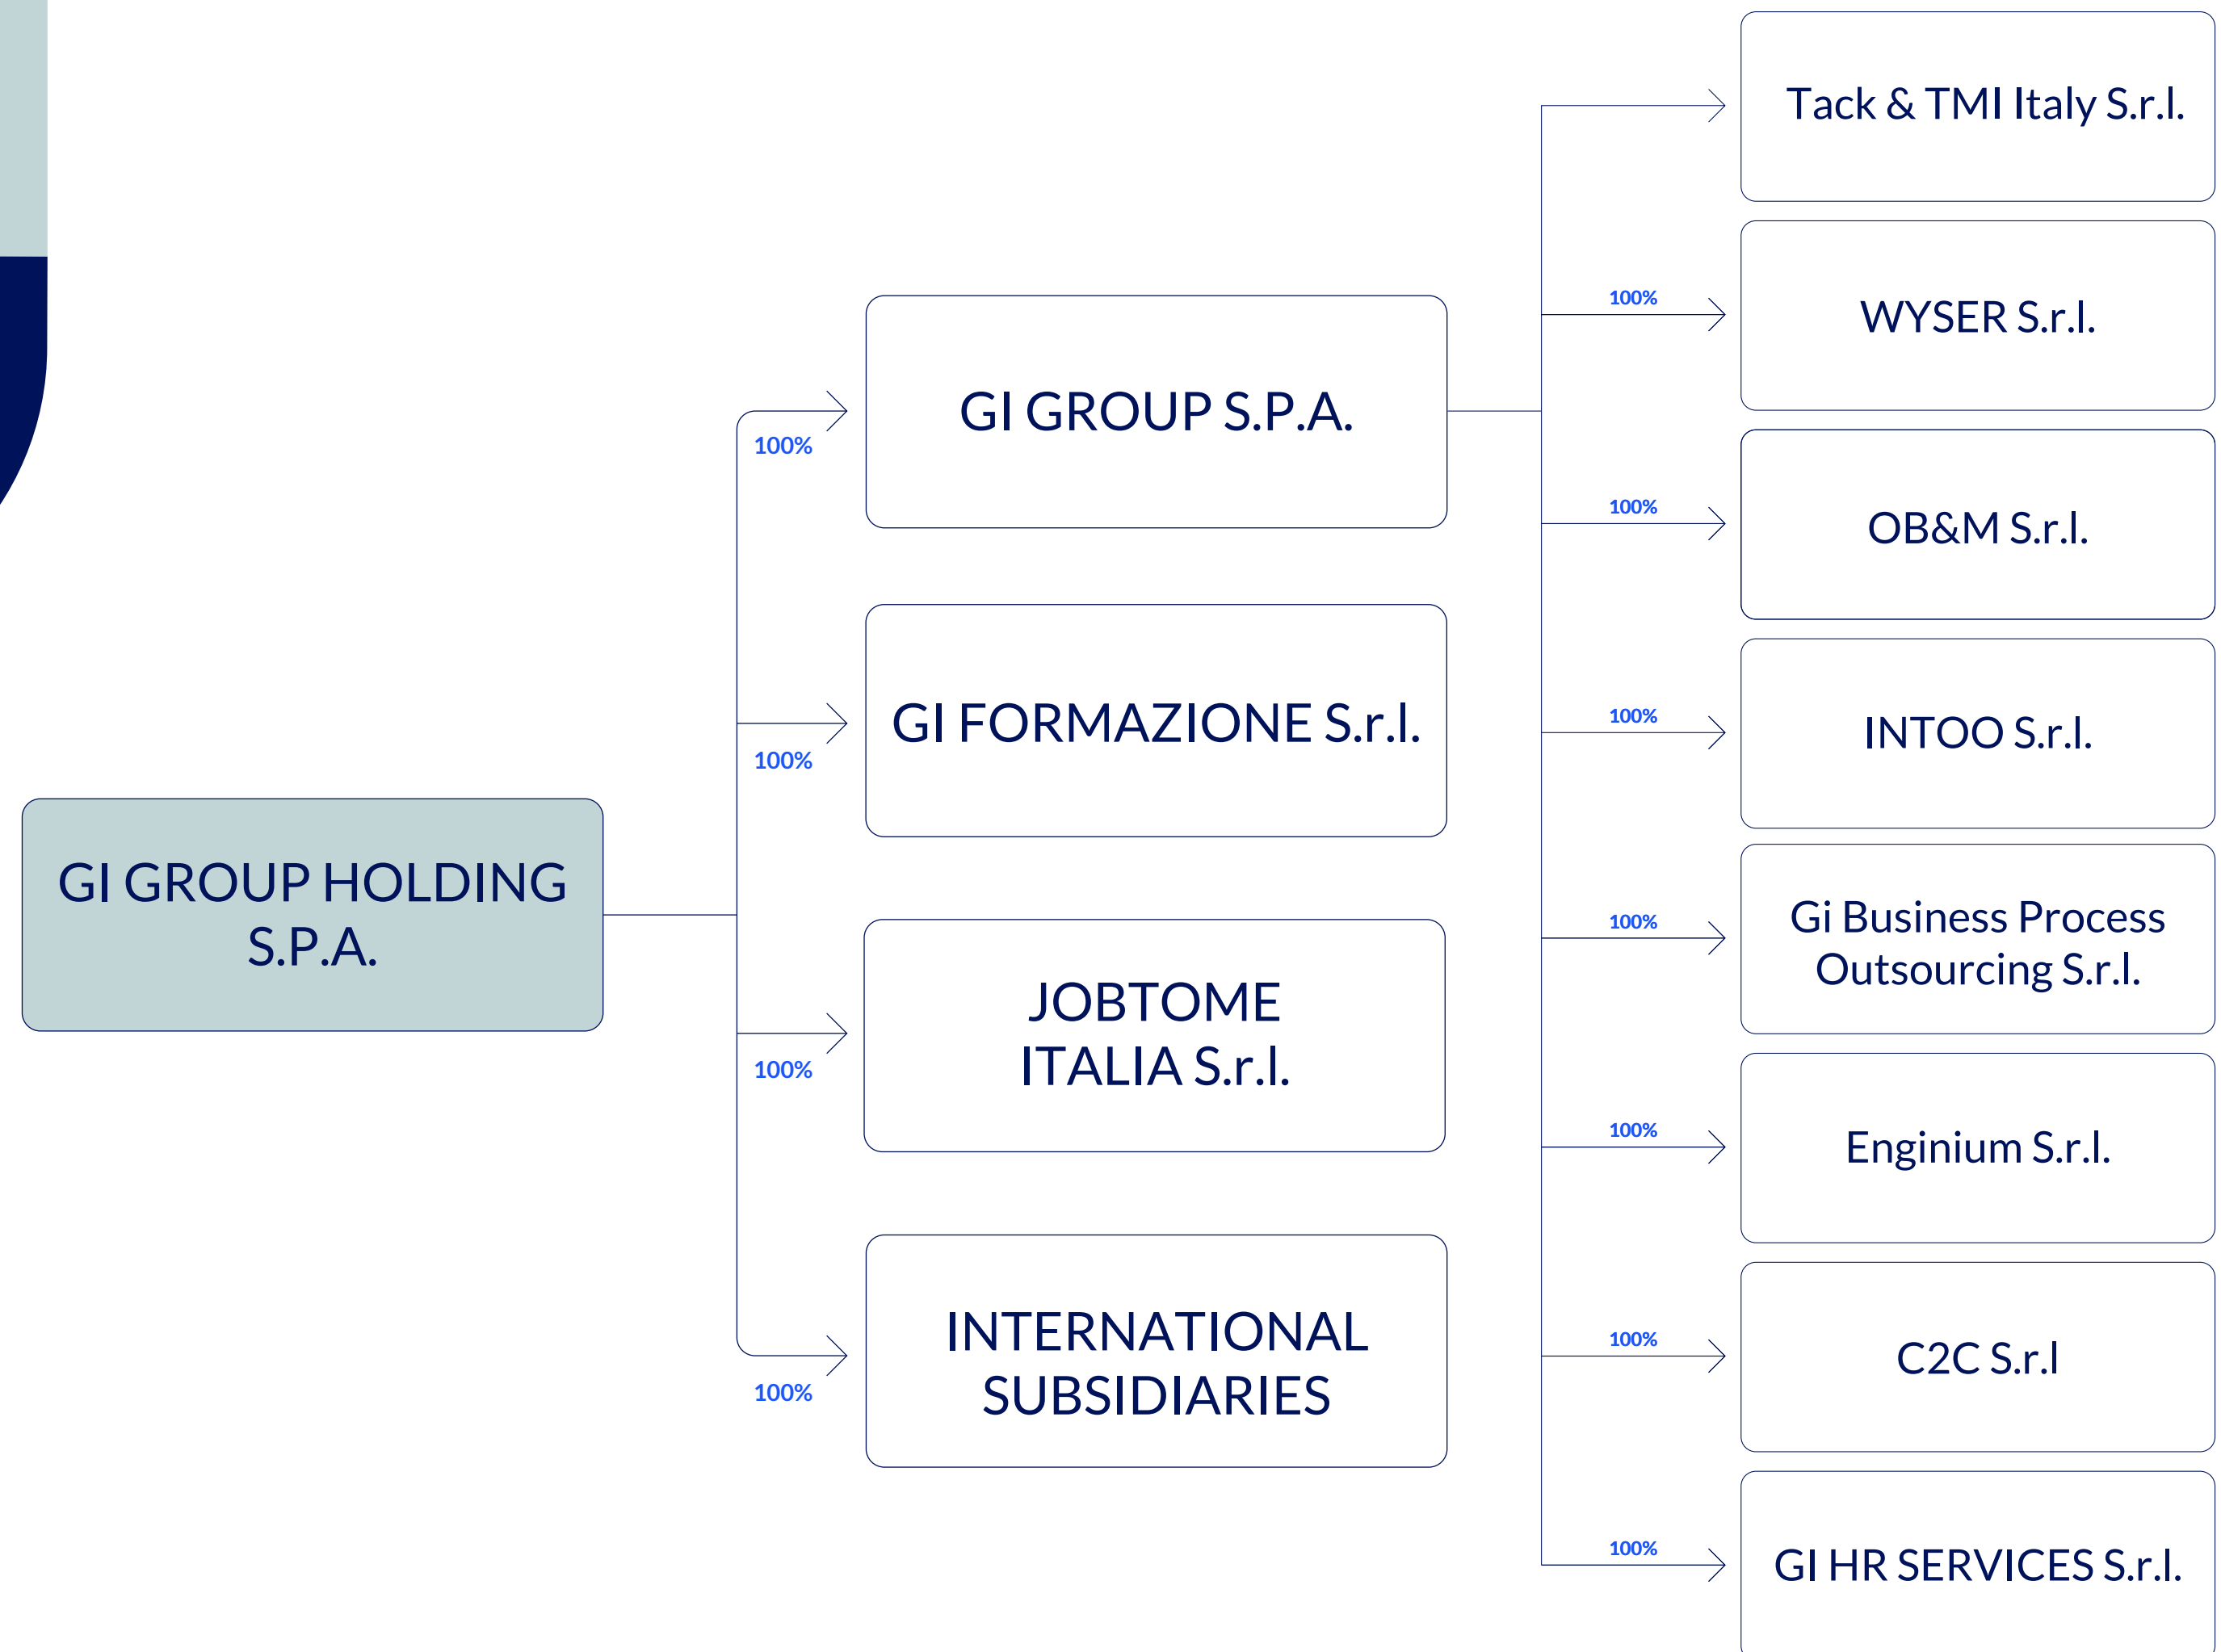 Tack & TMI Italy S.r.l.
100%
WYSER S.r.l.
GI GROUP S.P.A.
100%
100%
OB&M S.r.l.
GI FORMAZIONE S.r.l.
100%
100%
INTOO S.r.l.
GI GROUP HOLDING
S.P.A.
100%
Gi Business Process
Outsourcing S.r.l.
JOBTOME
ITALIA S.r.l.
100%
100%
Enginium S.r.l.
INTERNATIONAL
SUBSIDIARIES
100%
100%
C2C S.r.l
100%
GI HR SERVICES S.r.l.